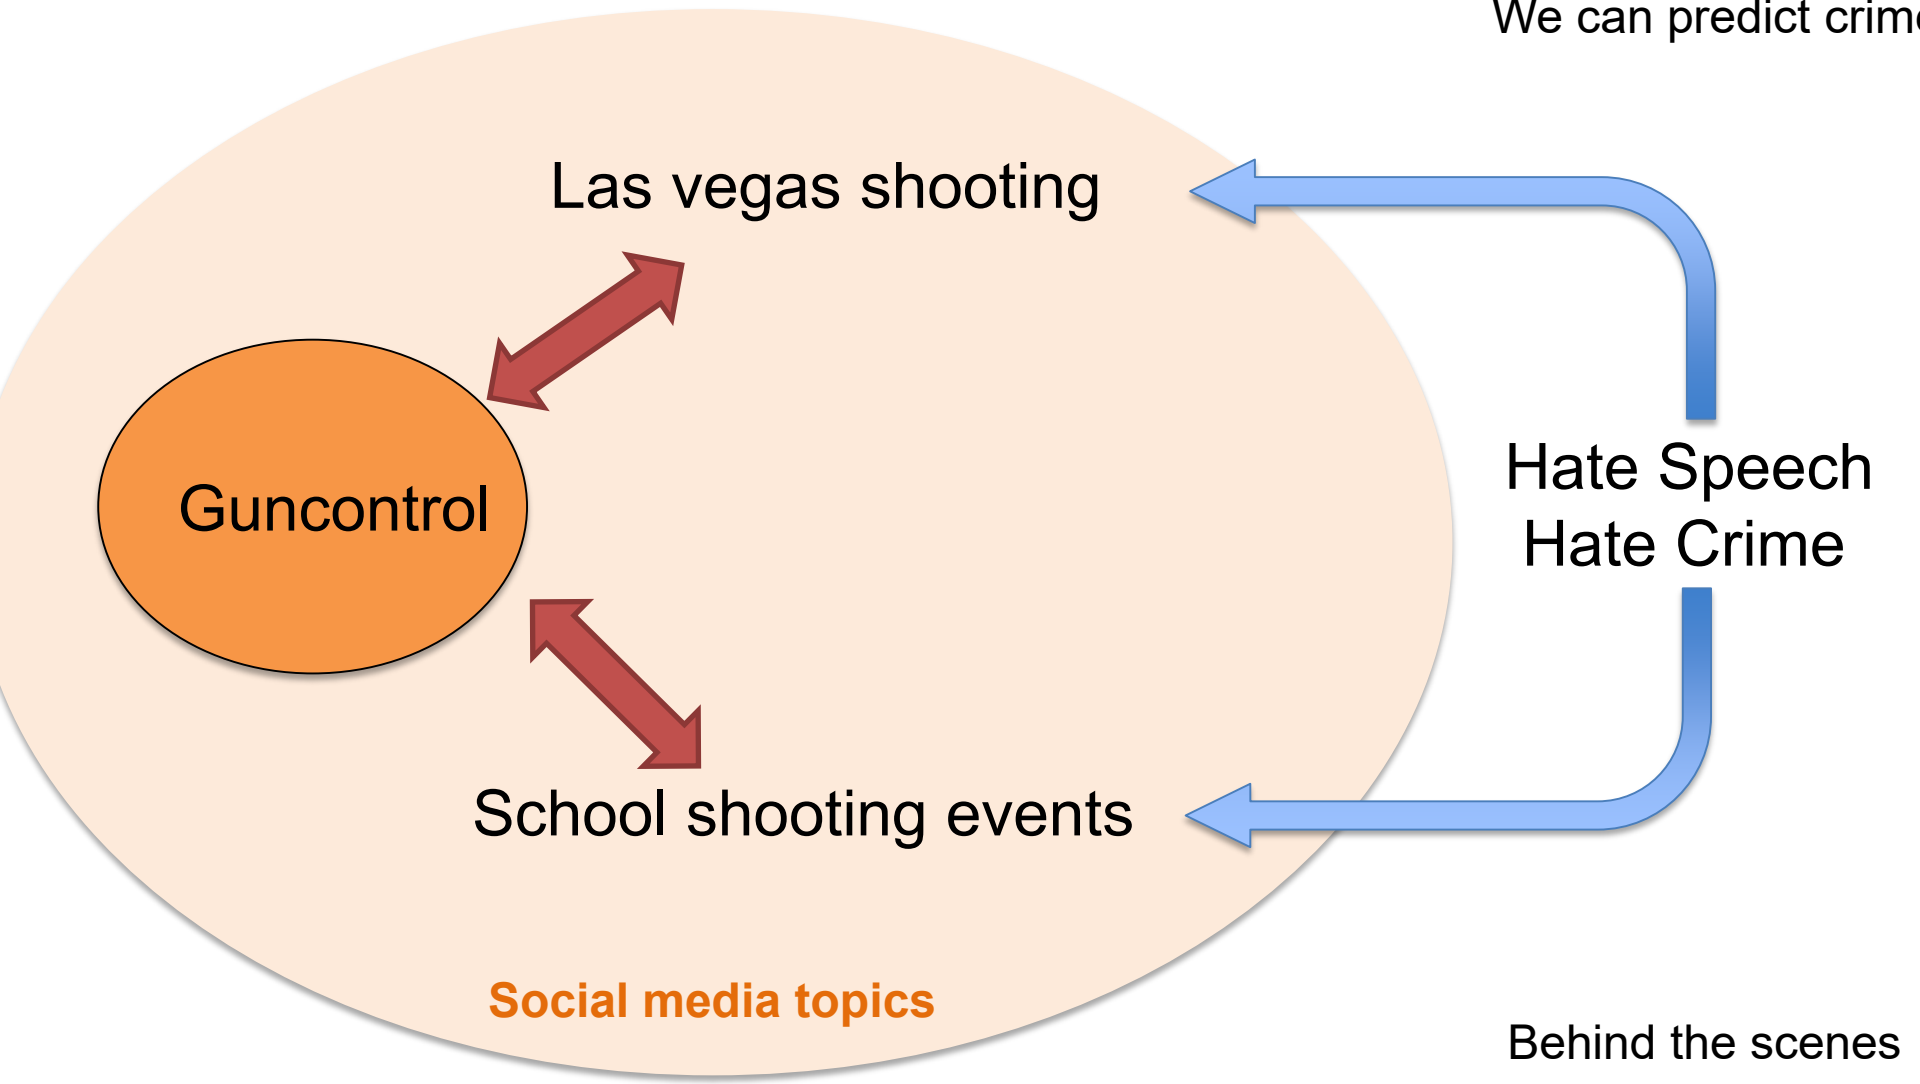 We can predict crime
Las vegas shooting
Guncontrol
Hate Speech
Hate Crime
School shooting events
Social media topics
Behind the scenes